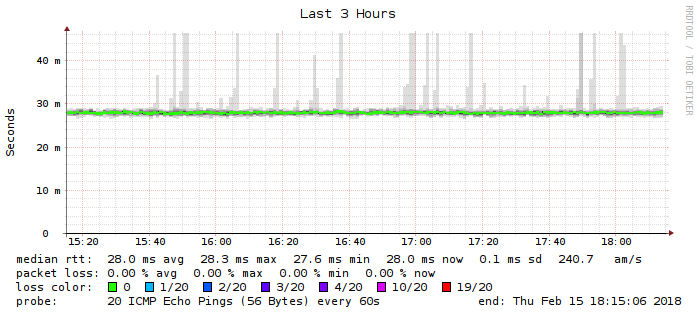 Last 3 Hours
RRDTOOL / TOBI OETIKER
Seconds
40 m
30 m
20 m
10 m
0
15:20 15:40 16:00 16:20 16:40 17:00 17:20 17:40 18:00
median rtt: 28.0 ms avg 28.3 ms max 27.6 ms min 28.0 ms now 0.1 ms sd 240.7 am/s
packet loss: 0.00 % avg 0.00 % max 0.00 % min 0.00 % now
loss color: 0 1/20 2/20 3/20 4/20 10/20 19/20
probe: 20 ICMP Echo Pings (56 Bytes) every 60s end: Thu Feb 15 18:15:06 2018